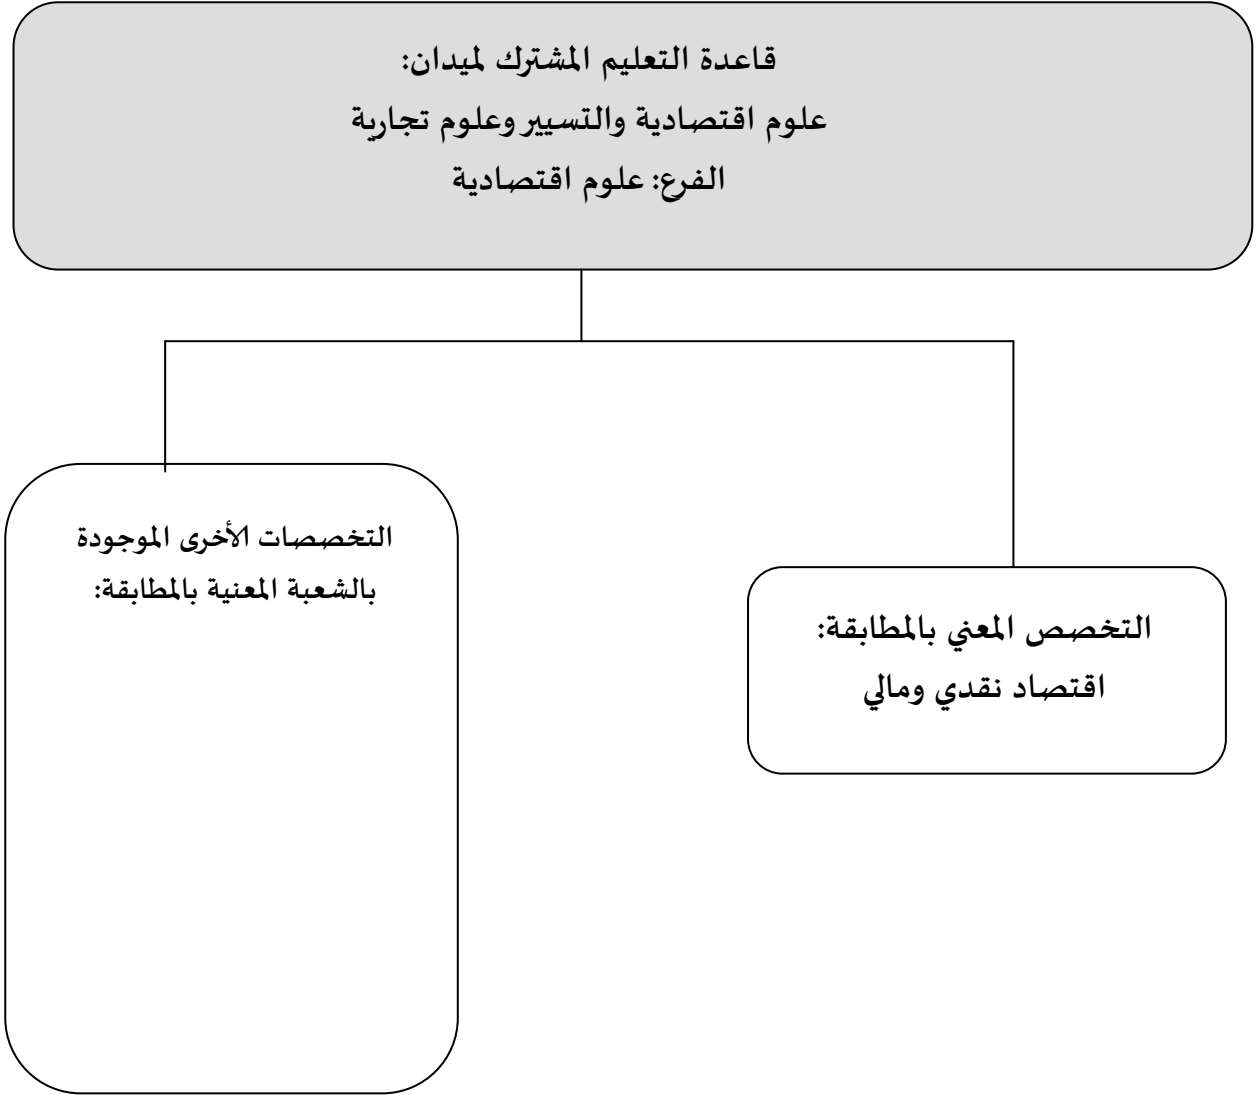 قاعدة التعليم المشترك لميدان:
علوم اقتصادية والتسيير وعلوم تجارية
الفرع: علوم اقتصادية
التخصص المعني بالمطابقة:
اقتصاد نقدي ومالي
التخصصات الأخرى الموجودة
بالشعبة المعنية بالمطابقة: